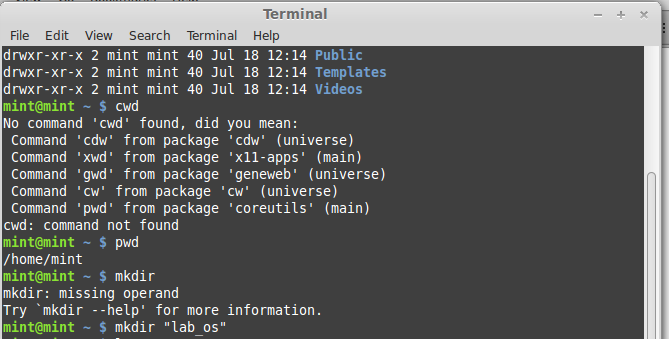 Terminal
File Edit View Search Terminal Help
drwxr-xr-x 2 mint mint 40 Jul 18 12:14 Public
drwxr-xr-x 2 mint mint 40 Jul 18 12:14 Templates
drwxr-xr-x 2 mint mint 40 Jul 18 12:14 Videos
mint@mint ~ $ cwd
No command 'cwd' found, did you mean:
 Command 'cdw' from package 'cdw' (universe)
 Command 'xwd' from package 'x11-apps' (main)
 Command 'gwd' from package 'geneweb' (universe)
 Command 'cw' from package 'cw' (universe)
 Command 'pwd' from package 'coreutils' (main)
cwd: command not found
mint@mint ~ $ pwd
/home/mint
mint@mint ~ $ mkdir
mkdir: missing operand
Try `mkdir --help' for more information.
mint@mint ~ $ mkdir "lab_os"